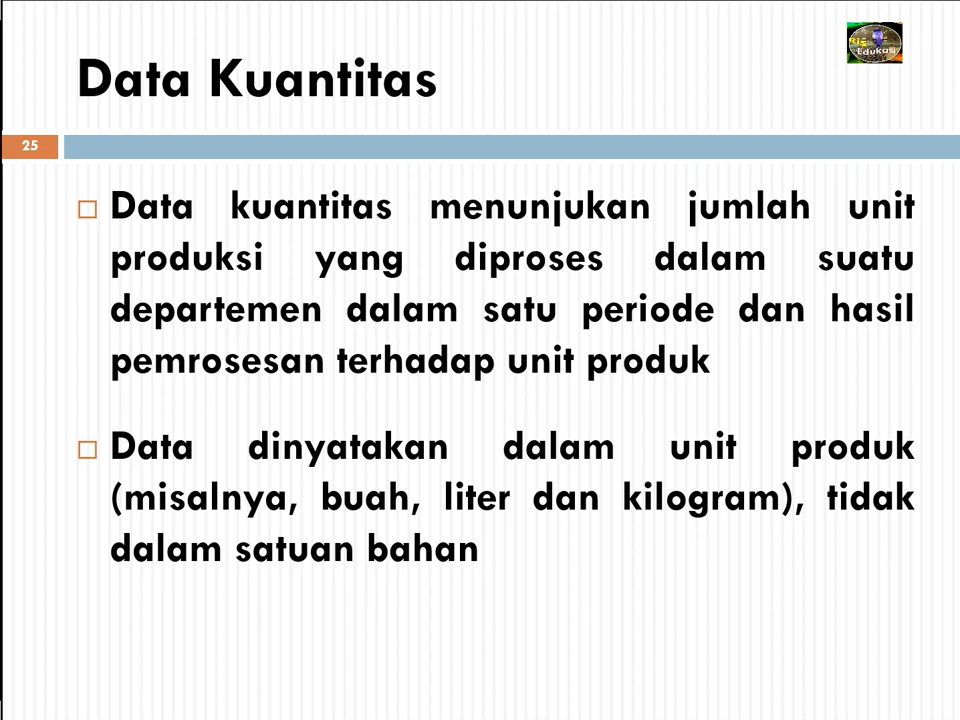 Data Kuantitas
Edukasi
25
Data kuantitas menunjukan jumlah unit
produksi yang diproses dalam suatu
departemen dalam satu periode dan hasil
pemrosesan terhadap unit produk
Data dinyatakan dalam unit produk
(misalnya, buah, liter dan kilogram), tidak
dalam satuan bahan